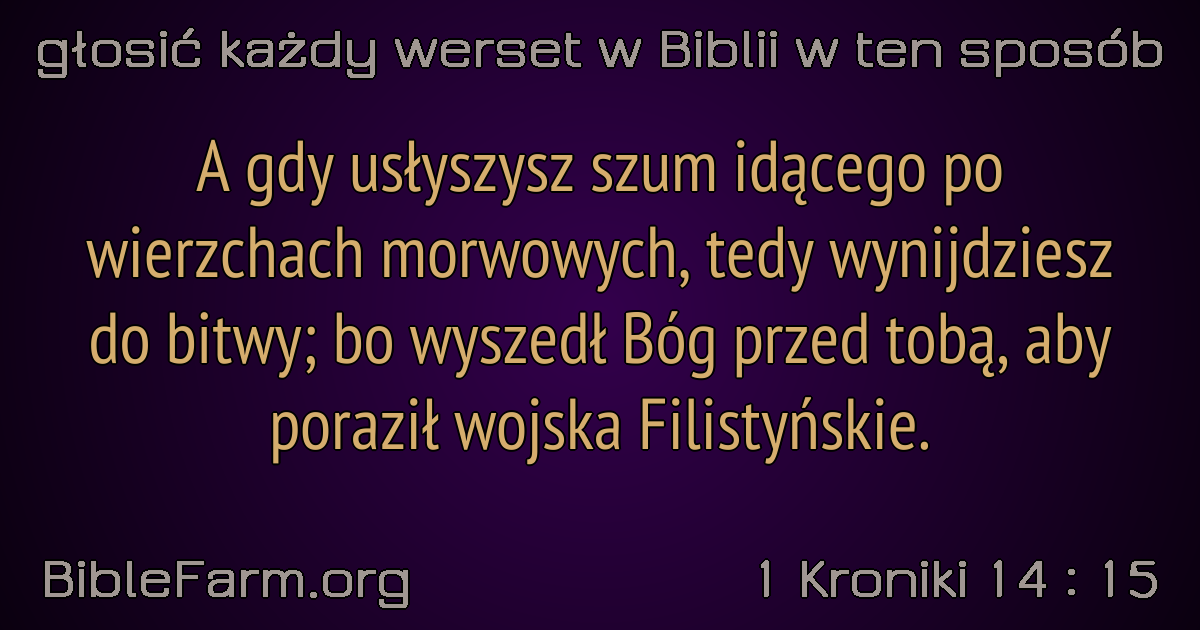 głosić każdy werset w Biblii w ten sposób
A gdy usłyszysz szum idącego po
wierzchach morwowych, tedy wynijdziesz
do bitwy; bo wyszedł Bóg przed tobą, aby
poraził wojska Filistyńskie.
BibleFarm.org
1 Kroniki 14 : 15